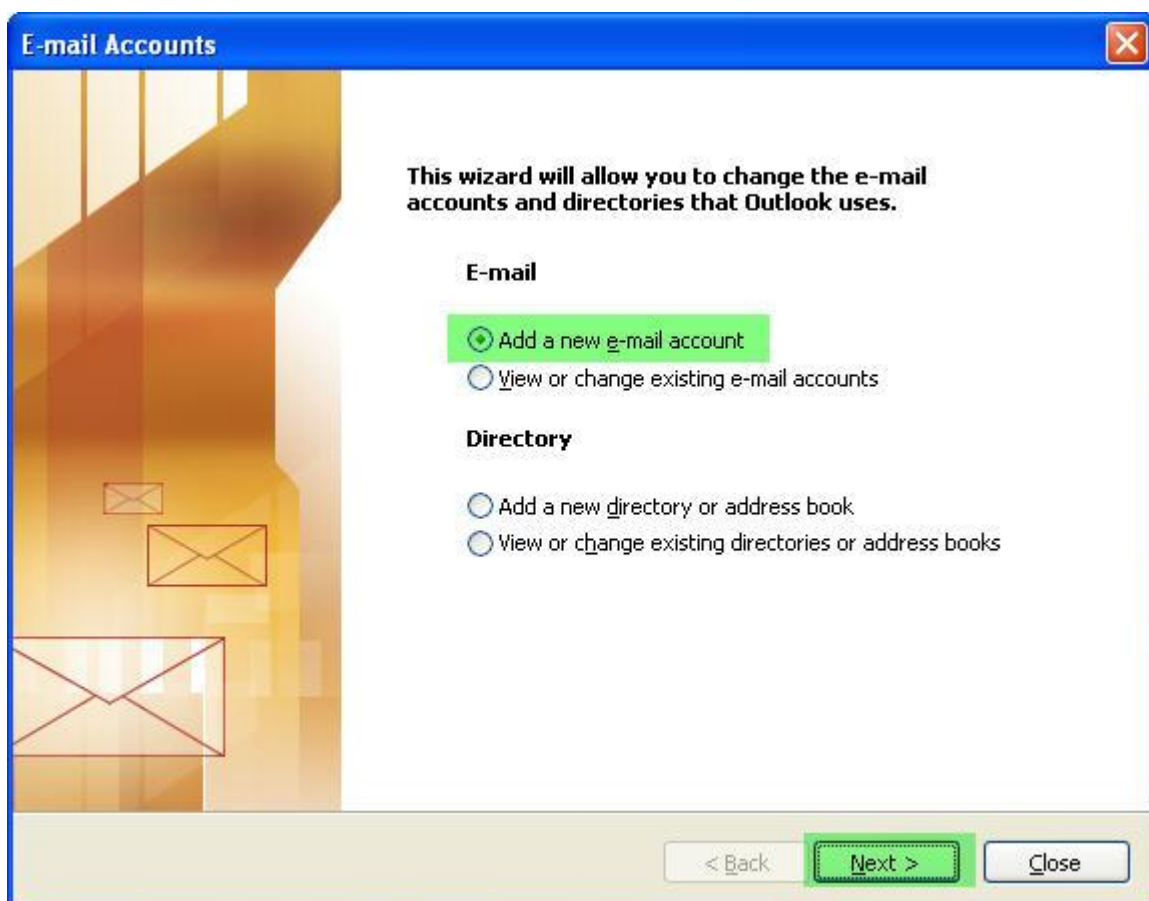 E-mail Accounts
This wizard will allow you to change the e-mail
accounts and directories that Outlook uses.
E-mail
Add a new e-mail account
View or change existing e-mail accounts
Directory
Add a new directory or address book
View or change existing directories or address books
< Back Next > Close